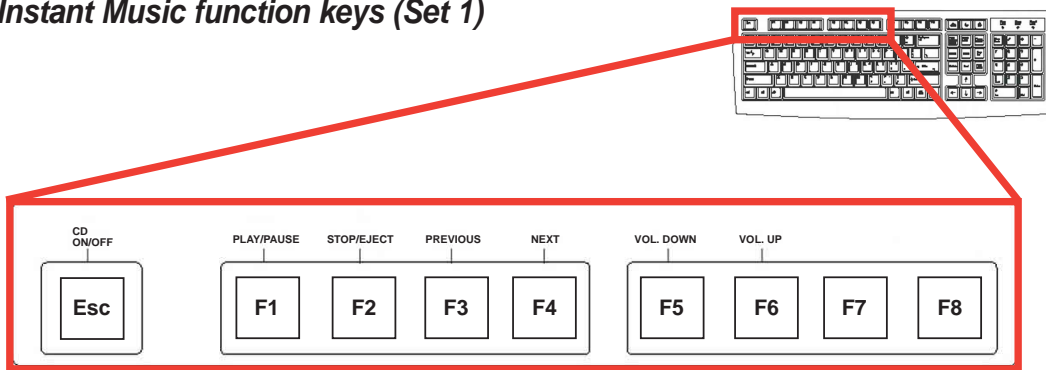 Instant Music function keys (Set 1)
CD
ON/OFF
PLAY/PAUSE STOP/EJECT PREVIOUS NEXT VOL. DOWN VOL. UP
Esc F1 F2 F3 F4 F5 F6 F7 F8